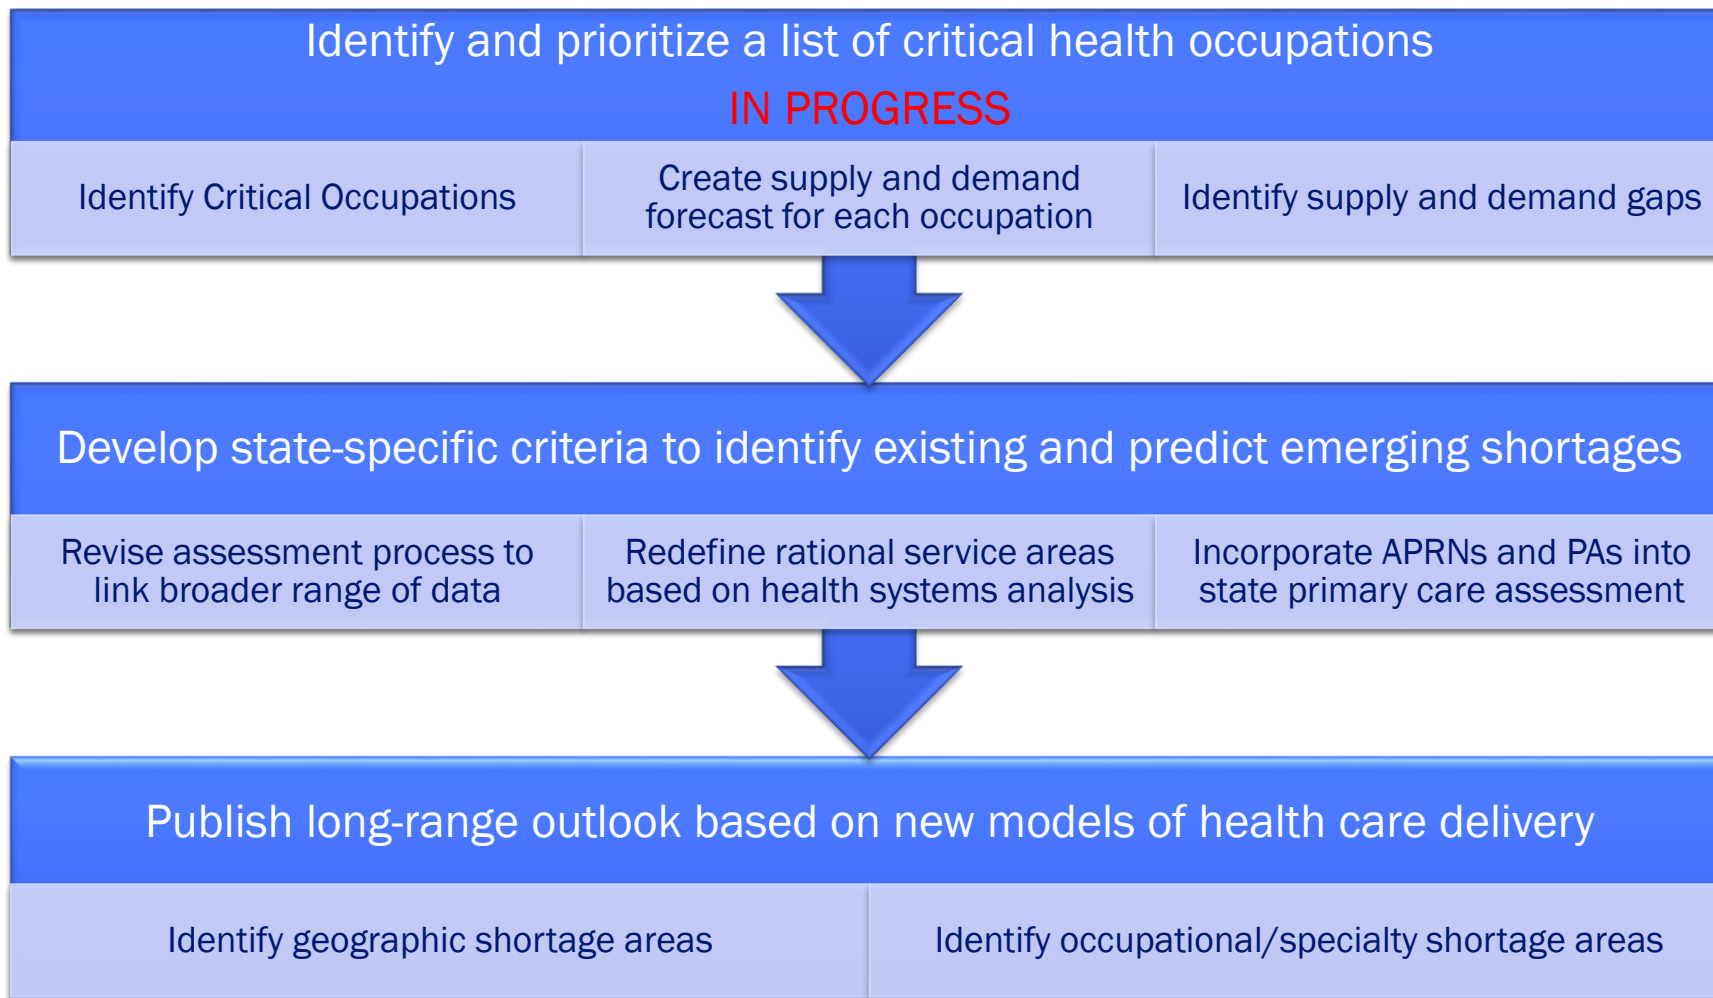 Identify and prioritize a list of critical health occupations
IN PROGRESS
Identify Critical Occupations
Create supply and demand
forecast for each occupation
Identify supply and demand gaps
Develop state-specific criteria to identify existing and predict emerging shortages
Revise assessment process to
link broader range of data
Redefine rational service areas
based on health systems analysis
Incorporate APRNs and PAs into
state primary care assessment
Publish long-range outlook based on new models of health care delivery
Identify geographic shortage areas
Identify occupational/specialty shortage areas